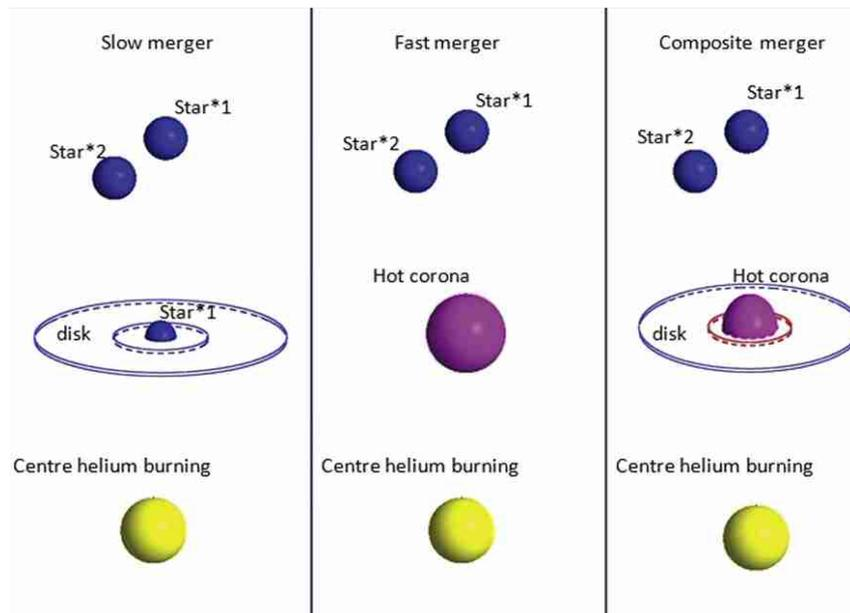 Slow merger
Star*1
Star*2
Star*1
disk
Centre helium burning
Fast merger
Star*1
Star*2
Hot corona
Centre helium burning
Composite merger
Star*1
Star*2
Hot corona
disk
Centre helium burning